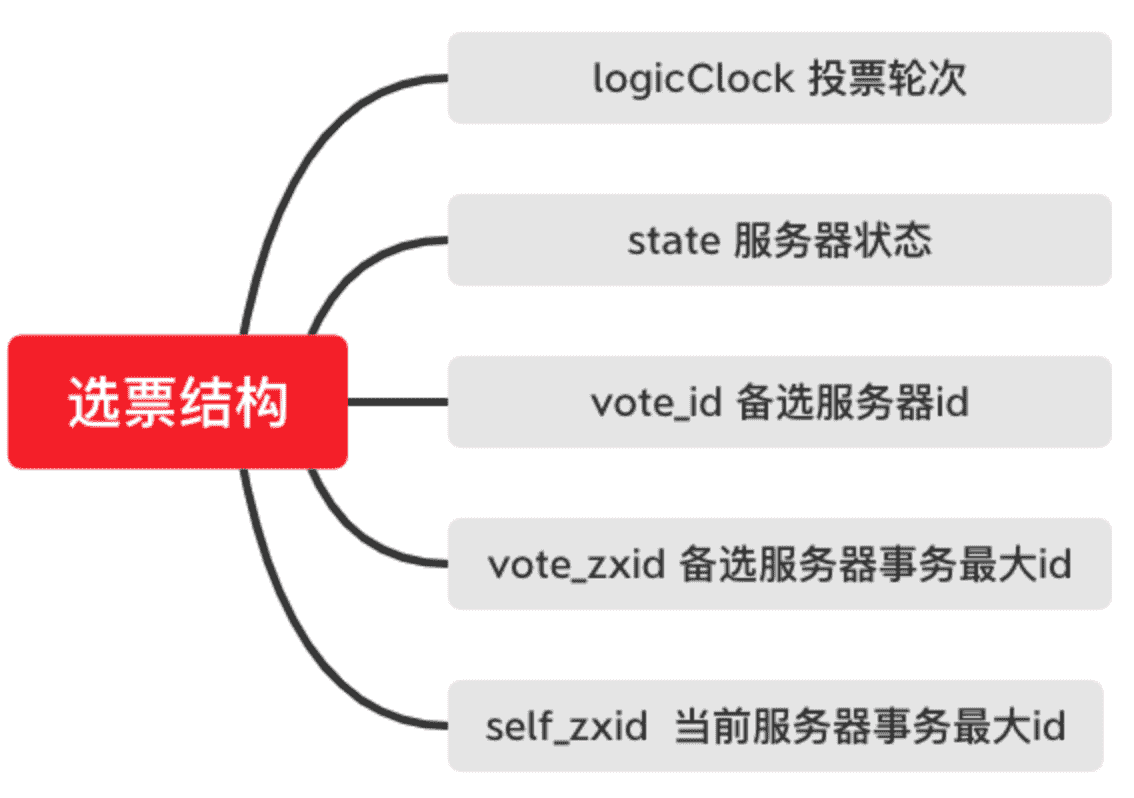 logicClock 投票轮次
state 服务器状态
选票结构
vote_id 备选服务器id
vote_zxid 备选服务器事务最大id
self_zxid 当前服务器事务最大id